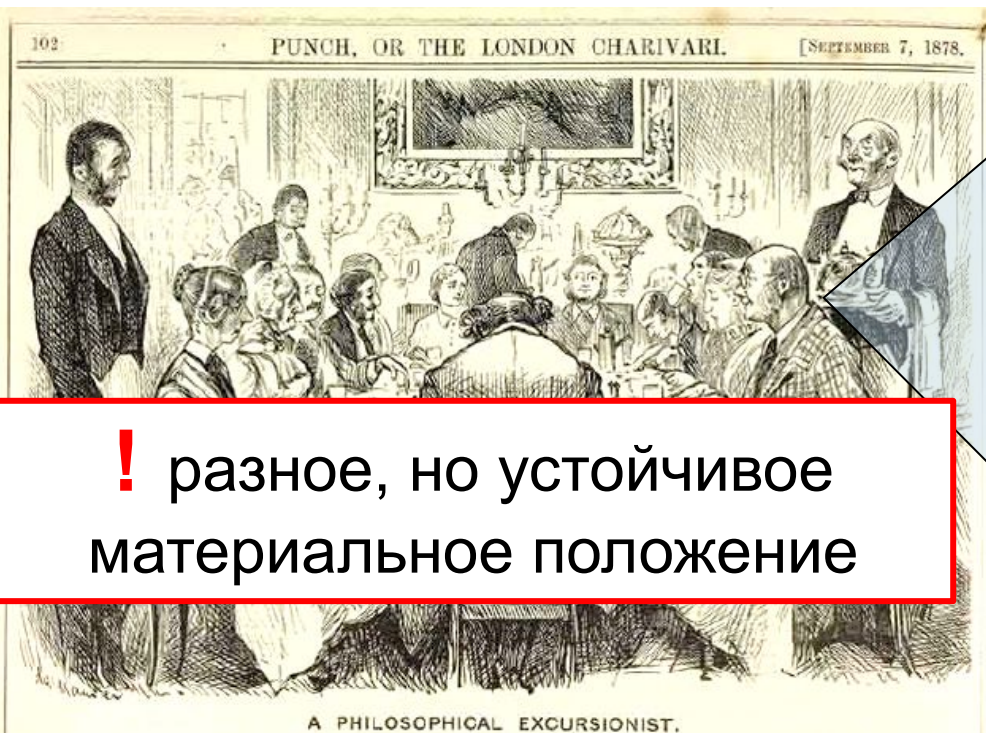 102 PUNCH, OR THE LONDON CHARIVARI. [SEPTEMBER 7, 1878.
! разное, но устойчивое
материальное положение
A PHILOSOPHICAL EXCURSIONIST.